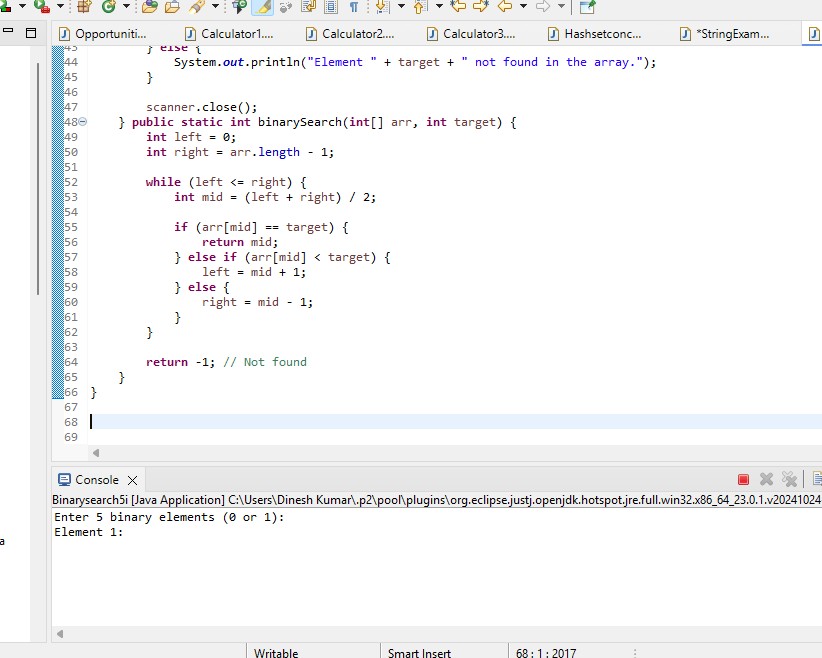 Opportuniti...
Calculator1....
Calculator2....
Calculator3....
Hashsetconc...
*StringExam...
43 } else {
44 System.out.println("Element " + target + " not found in the array.");
45 }
46
47 scanner.close();
48 } public static int binarySearch(int[] arr, int target) {
49 int left = 0;
50 int right = arr.length - 1;
51
52 while (left <= right) {
53 int mid = (left + right) / 2;
54
55 if (arr[mid] == target) {
56 return mid;
57 } else if (arr[mid] < target) {
58 left = mid + 1;
59 } else {
60 right = mid - 1;
61 }
62 }
63
64 return -1; // Not found
65 }
66 }
67
68
69
Console
Binarysearch5i [Java Application] C:\Users\Dinesh Kumar\.p2\pool\plugins\org.eclipse.justj.openjdk.hotspot.jre.full.win32.x86_64_23.0.1.v20241024
Enter 5 binary elements (0 or 1):
Element 1:
a
Writable
Smart Insert
68 : 1 : 2017